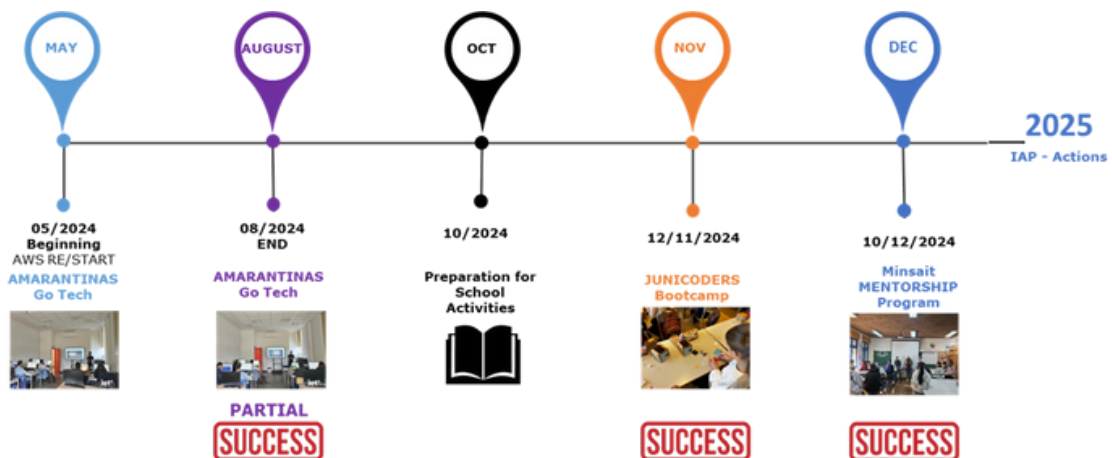 MAY
AUGUST
OCT
NOV
DEC
2025
IAP - Actions
05/2024
Beginning
AWS RE/START
AMARANTINAS
Go Tech
08/2024
END
AMARANTINAS
Go Tech
PARTIAL
SUCCESS
10/2024
Preparation for
School
Activities
12/11/2024
JUNICODERS
Bootcamp
SUCCESS
10/12/2024
Minsait
MENTORSHIP
Program
SUCCESS